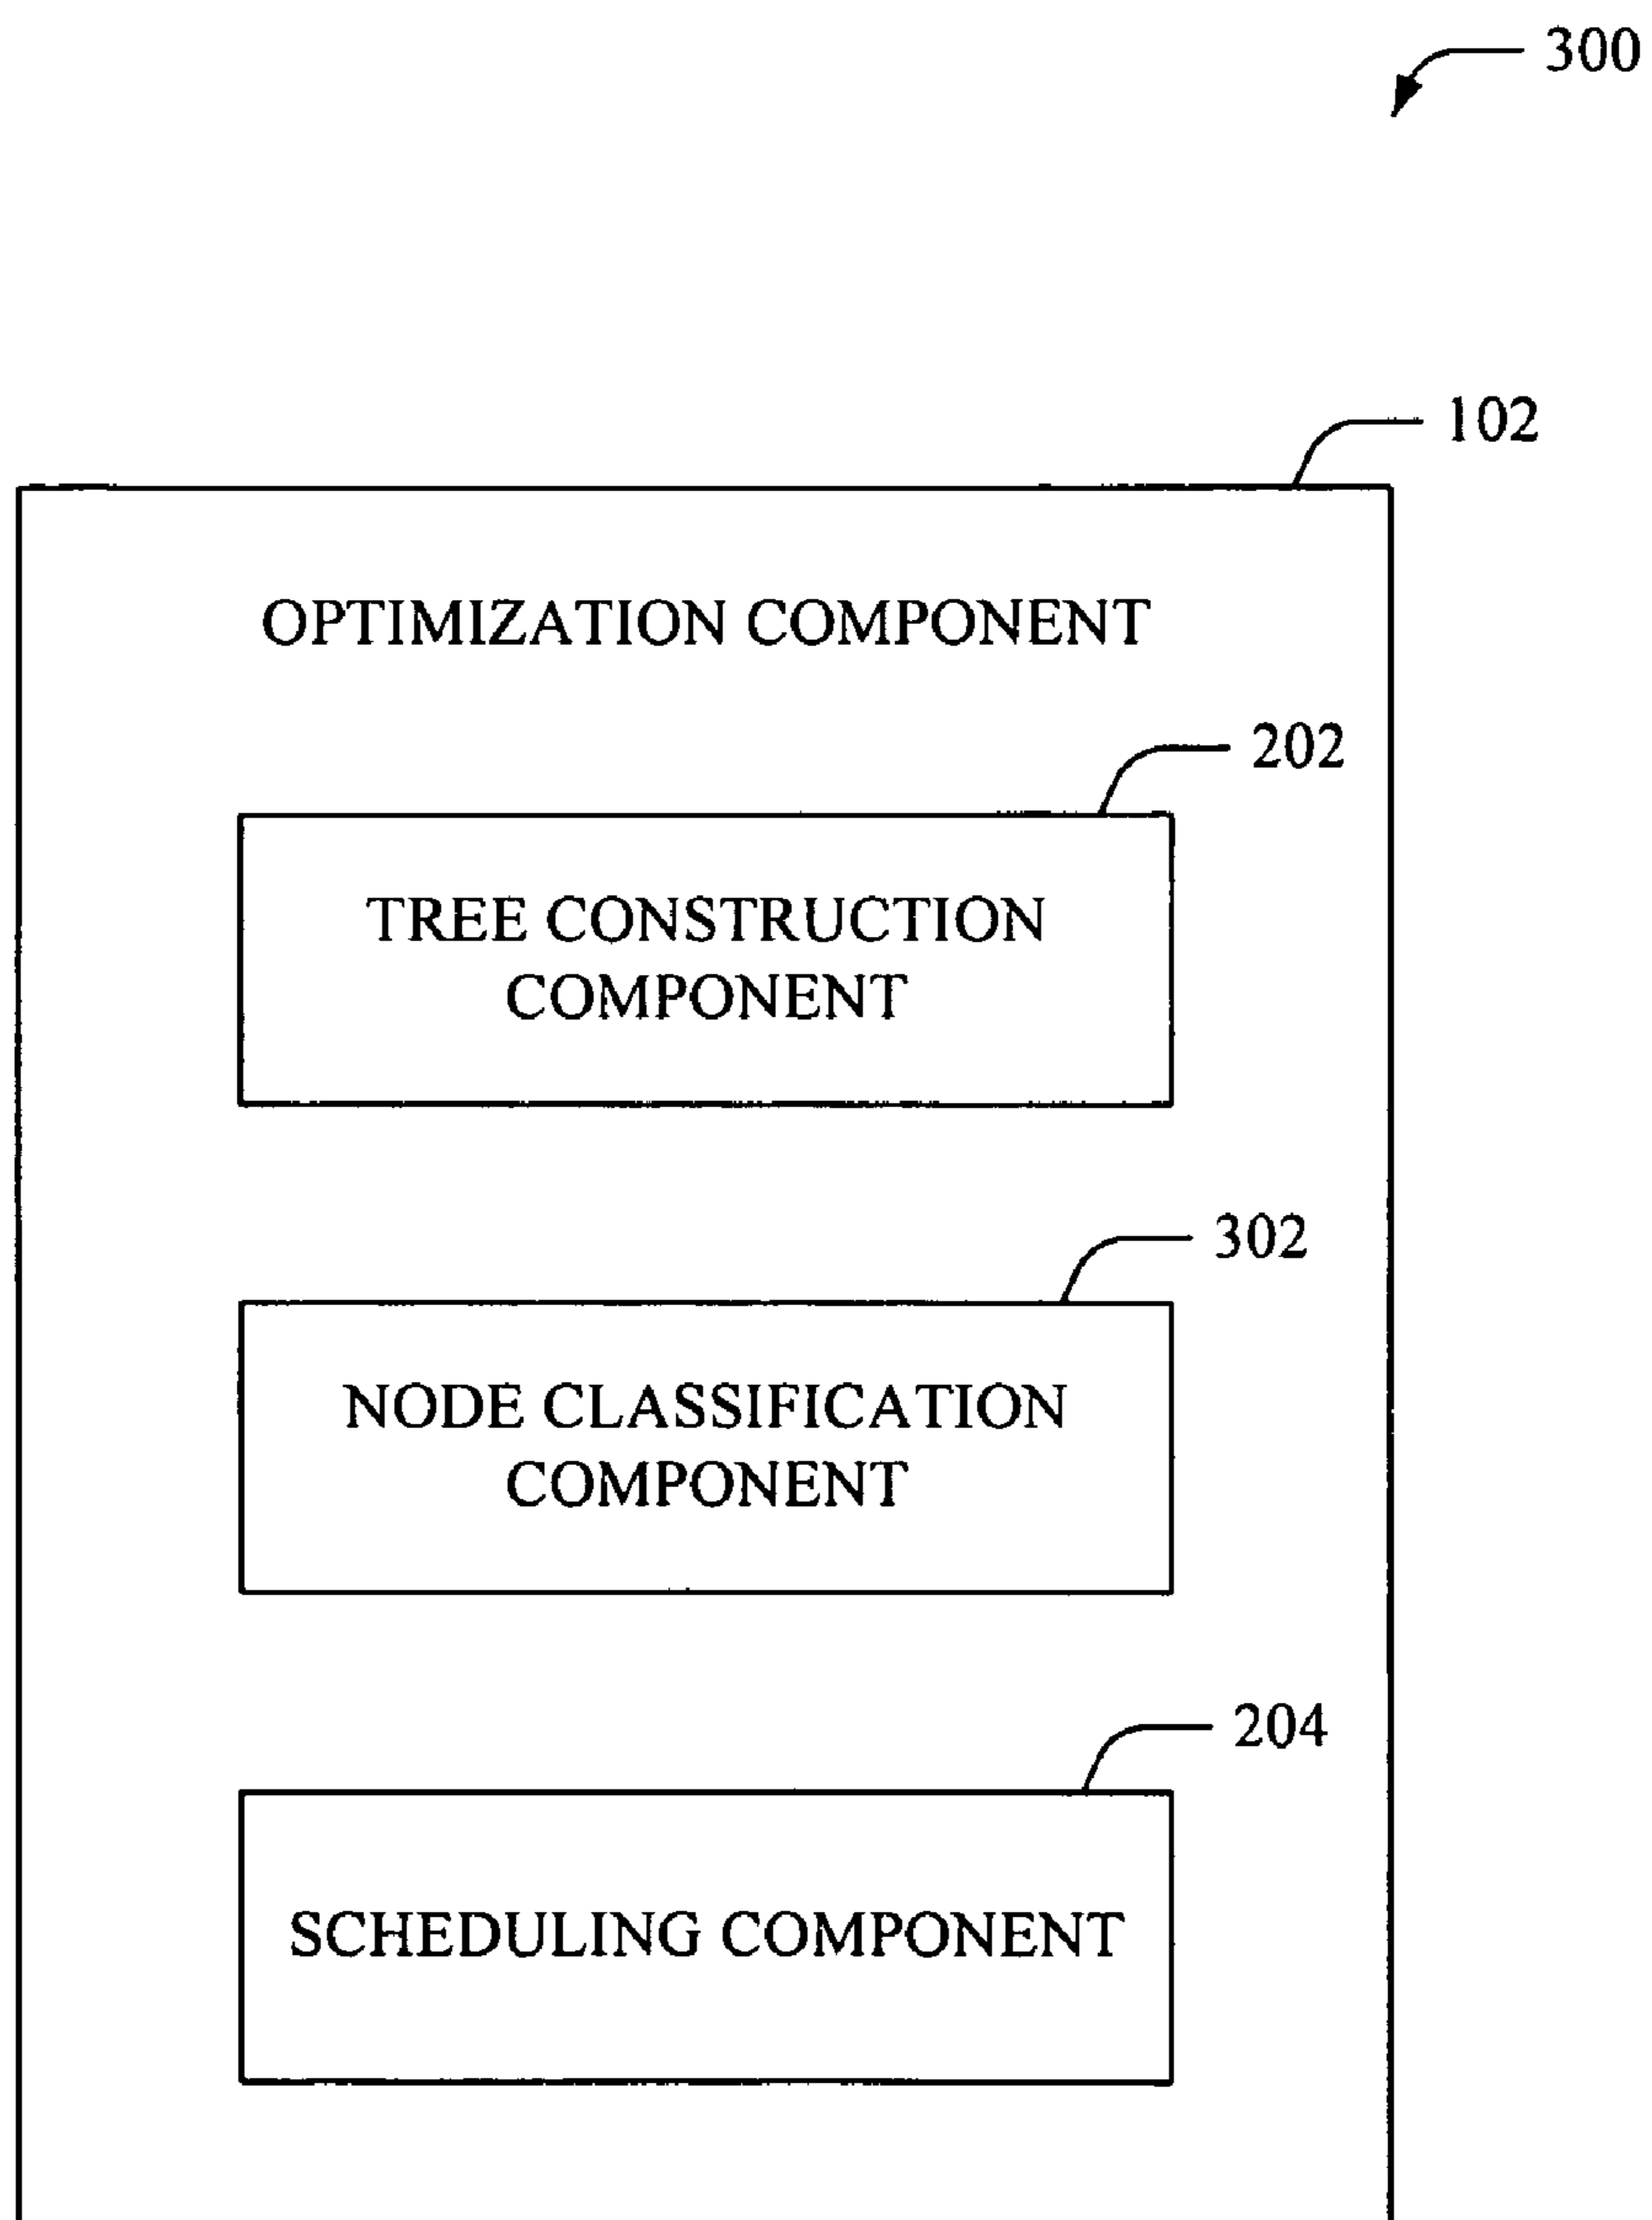 300
102
OPTIMIZATION COMPONENT
202
TREE CONSTRUCTION
COMPONENT
302
NODE CLASSIFICATION
COMPONENT
204
SCHEDULING COMPONENT